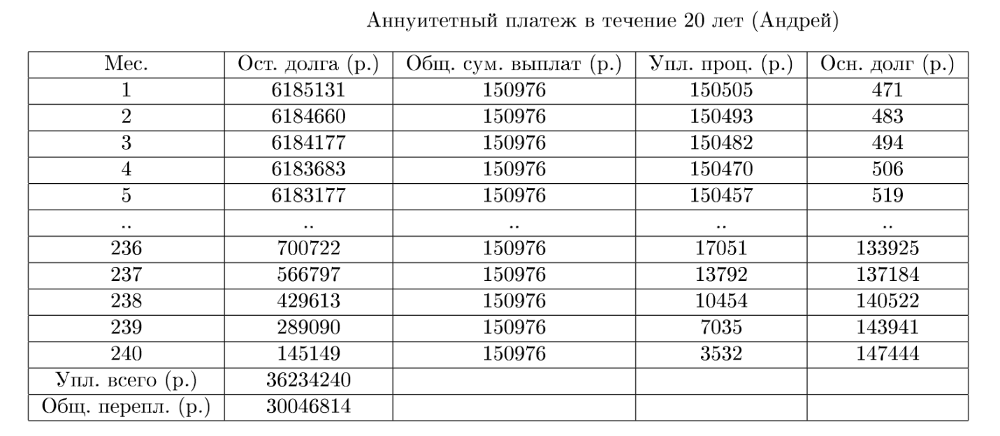 Аннуитетный платеж в течение 20 лет (Андрей)
Мес. Ост. долга (р.) Общ. сум. выплат (р.) Упл. проц. (р.) Осн. долг (р.)
1 6185131 150976 150505 471
2 6184660 150976 150493 483
3 6184177 150976 150482 494
4 6183683 150976 150470 506
5 6183177 150976 150457 519
.. .. .. .. ..
236 700722 150976 17051 133925
237 566797 150976 13792 137184
238 429613 150976 10454 140522
239 289090 150976 7035 143941
240 145149 150976 3532 147444
Упл. всего (р.) 36234240
Общ. перепл. (р.) 30046814